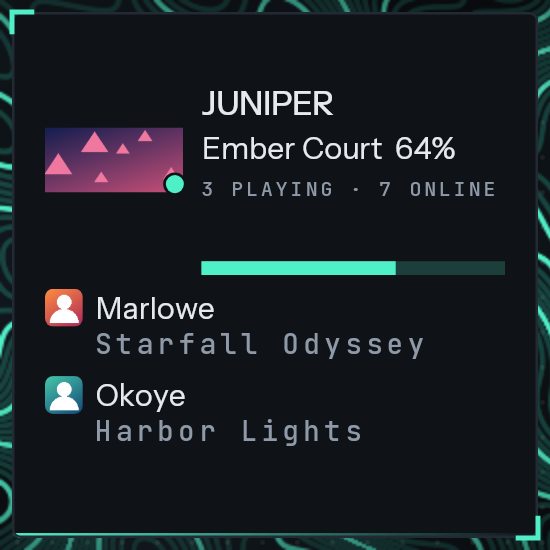 JUNIPER
Ember Court 64%
3 PLAYING · 7 ONLINE
Marlowe
Starfall Odyssey
Okoye
Harbor Lights